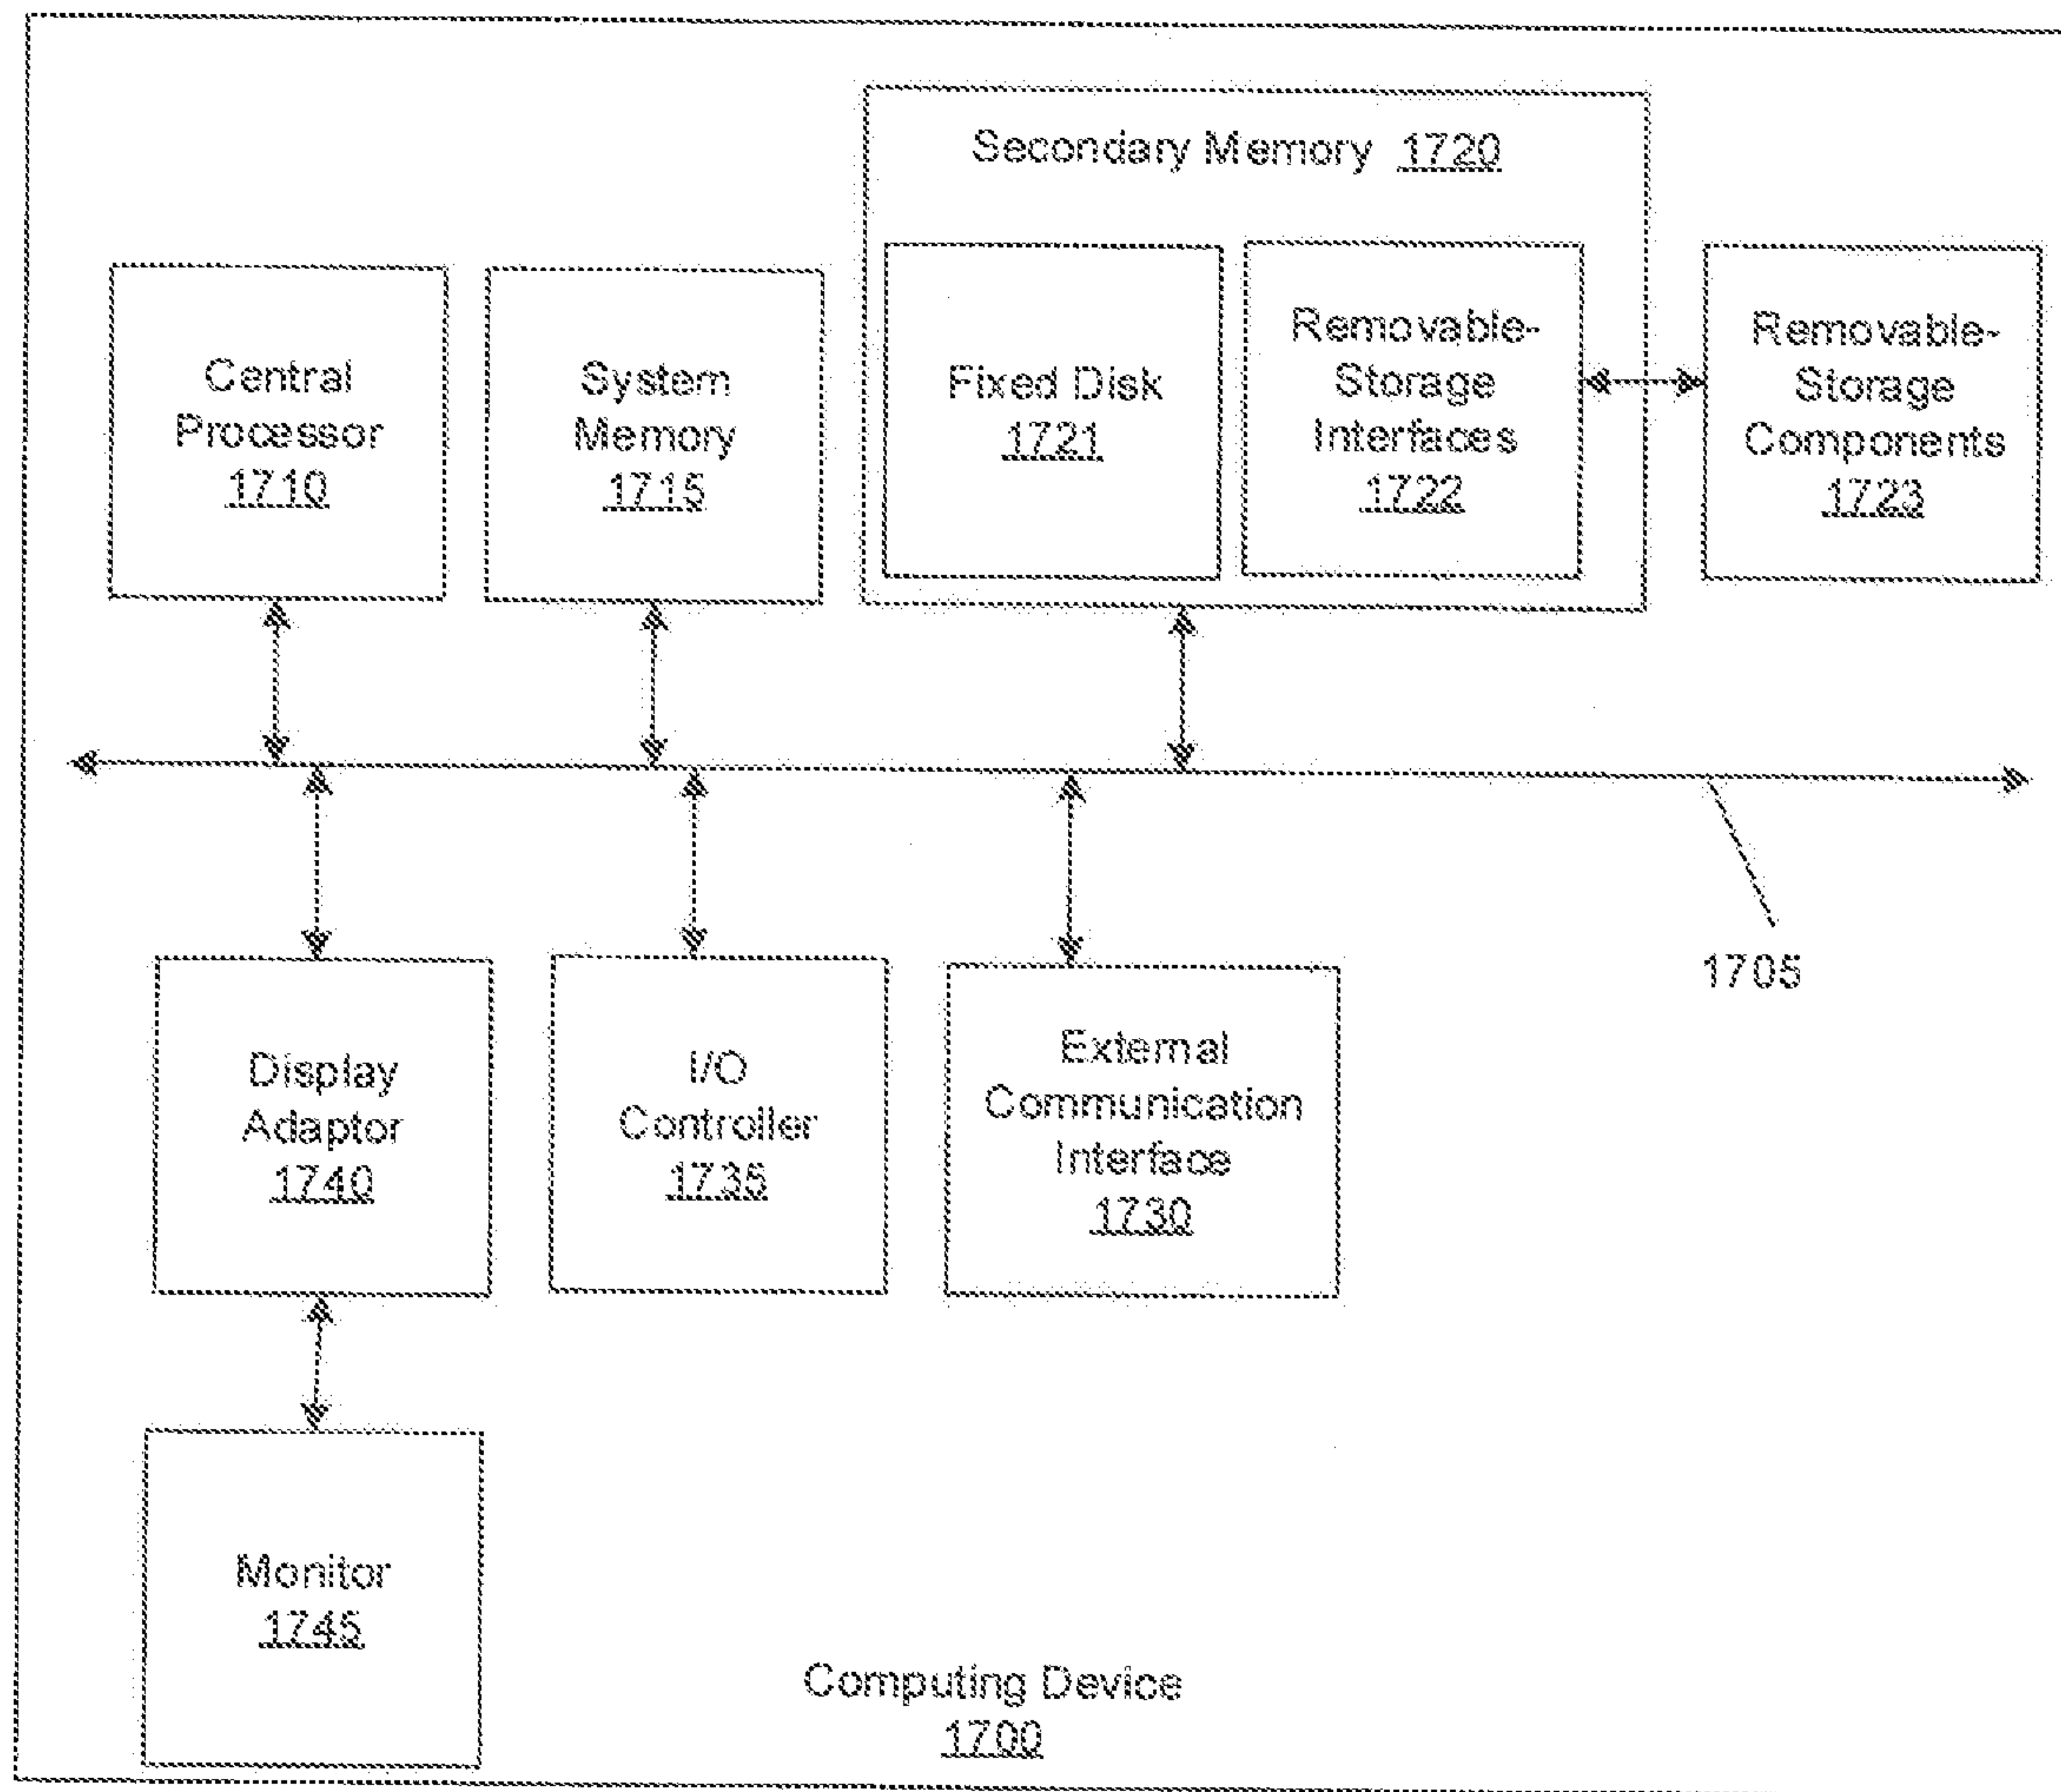 Secondary Memory 1720
Central
Processor
1710
System
Memory
1715
Fixed Disk
1721
Removable-
Storage
Interfaces
1722
Removable-
Storage
Components
1723
1705
Display
Adaptor
1740
I/O
Controller
1735
External
Communication
Interface
1730
Monitor
1745
Computing Device
1700